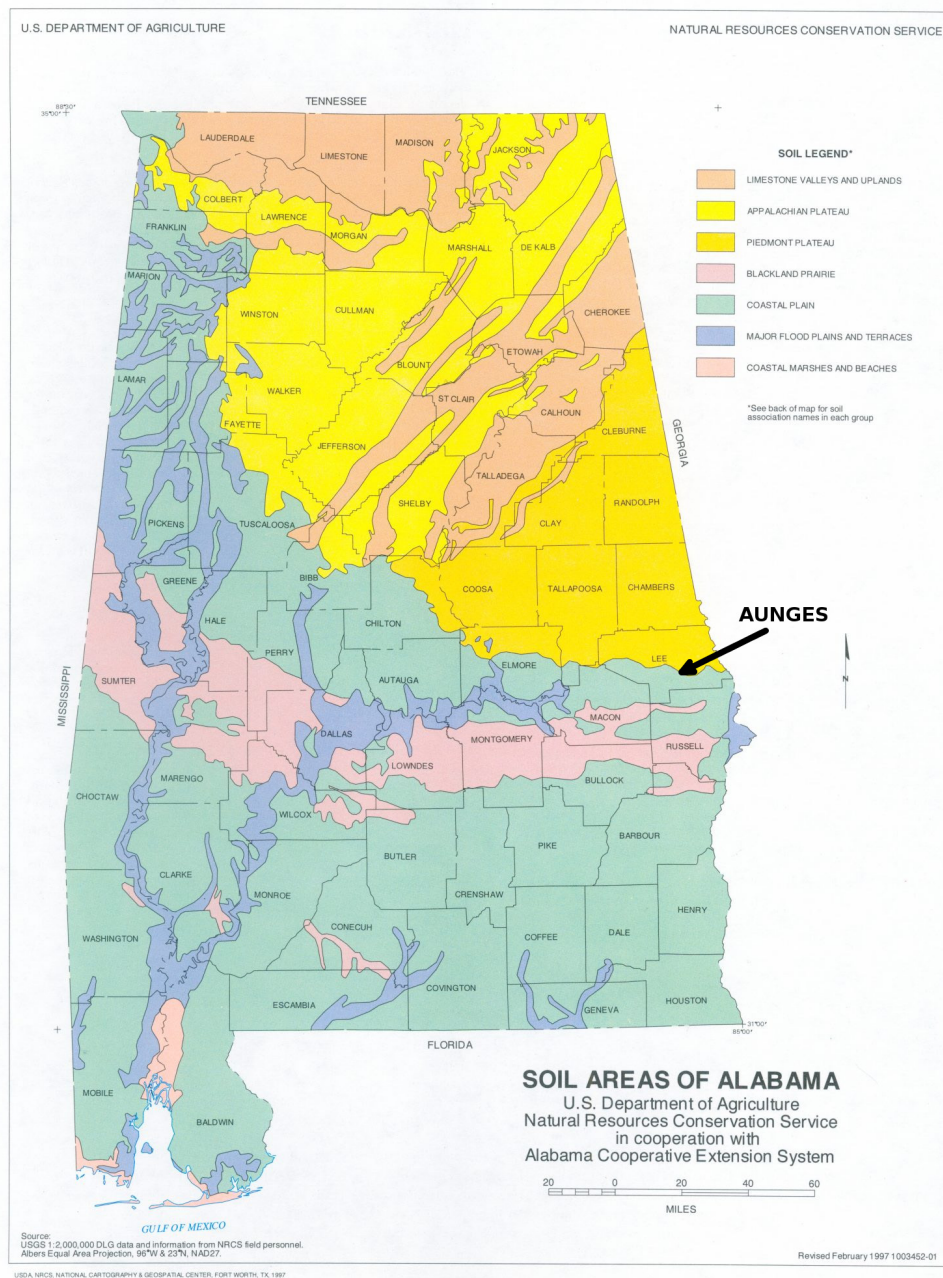 U.S. DEPARTMENT OF AGRICULTURE
NATURAL RESOURCES CONSERVATION SERVICE
TENNESSEE
88°30'
35°00'
LAUDERDALE
LIMESTONE
MADISON
JACKSON
SOIL LEGEND*
LIMESTONE VALLEYS AND UPLANDS
APPALACHIAN PLATEAU
PIEDMONT PLATEAU
BLACKLAND PRAIRIE
COASTAL PLAIN
MAJOR FLOOD PLAINS AND TERRACES
COASTAL MARSHES AND BEACHES
*See back of map for soil
association names in each group
COLBERT
LAWRENCE
FRANKLIN
MORGAN
MARSHALL
DE KALB
MARION
WINSTON
CULLMAN
CHEROKEE
BLOUNT
ETOWAH
LAMAR
WALKER
ST CLAIR
CALHOUN
FAYETTE
CLEBURNE
GEORGIA
JEFFERSON
TALLADEGA
SHELBY
RANDOLPH
PICKENS
TUSCALOOSA
CLAY
GREENE
BIBB
COOSA
TALLAPOOSA
CHAMBERS
AUNGES
HALE
CHILTON
PERRY
LEE
ELMORE
MISSISSIPPI
SUMTER
AUTAUGA
N
MACON
DALLAS
MONTGOMERY
RUSSELL
LOWNDES
MARENGO
BULLOCK
CHOCTAW
WILCOX
BARBOUR
PIKE
BUTLER
CLARKE
MONROE
CRENSHAW
HENRY
CONECUH
WASHINGTON
COFFEE
DALE
COVINGTON
ESCAMBIA
GENEVA
HOUSTON
31°00'
85°00'
FLORIDA
MOBILE
BALDWIN
SOIL AREAS OF ALABAMA
U.S. Department of Agriculture
Natural Resources Conservation Service
in cooperation with
Alabama Cooperative Extension System
20 0 20 40 60
MILES
GULF OF MEXICO
Source:
USGS 1:2,000,000 DLG data and information from NRCS field personnel.
Albers Equal Area Projection, 96°W & 23°N, NAD27.
Revised February 1997 1003452-01
USDA, NRCS, NATIONAL CARTOGRAPHY & GEOSPATIAL CENTER, FORT WORTH, TX, 1997